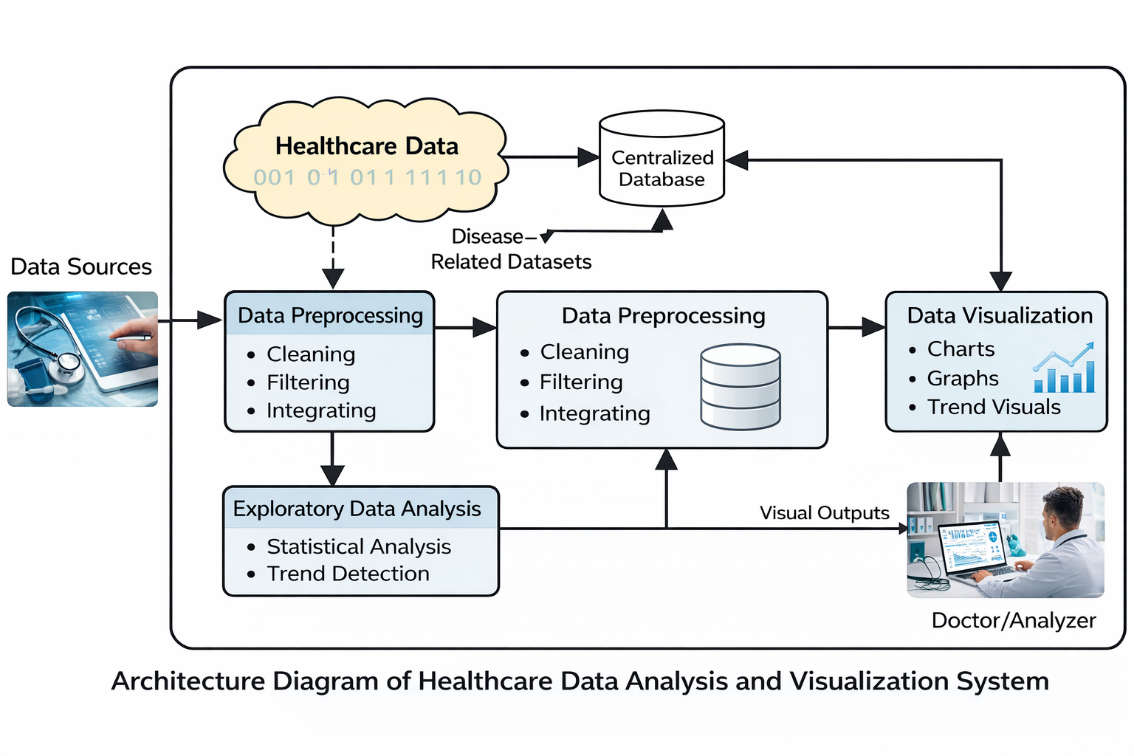 Healthcare Data
001 0 1 011 11110
Centralized
Database
Disease–
Related Datasets
Data Sources
Data Preprocessing
• Cleaning
• Filtering
• Integrating
Data Preprocessing
• Cleaning
• Filtering
• Integrating
Data Visualization
• Charts
• Graphs
• Trend Visuals
Exploratory Data Analysis
• Statistical Analysis
• Trend Detection
Visual Outputs
Doctor/Analyzer
Architecture Diagram of Healthcare Data Analysis and Visualization System